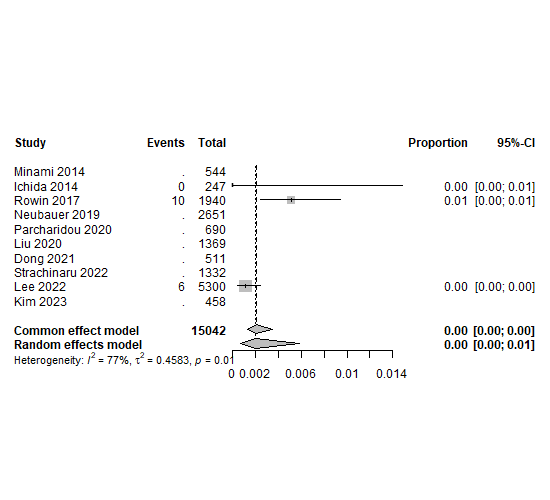 Study Events Total Proportion 95%-CI
Minami 2014 . 544
Ichida 2014 0 247 0.00 [0.00; 0.01]
Rowin 2017 10 1940 0.01 [0.00; 0.01]
Neubauer 2019 . 2651
Parcharidou 2020 . 690
Liu 2020 . 1369
Dong 2021 . 511
Strachinaru 2022 . 1332
Lee 2022 6 5300 0.00 [0.00; 0.00]
Kim 2023 . 458
Common effect model 15042 0.00 [0.00; 0.00]
Random effects model 0.00 [0.00; 0.01]
Heterogeneity: I² = 77%, τ² = 0.4583, p = 0.01
0 0.002 0.006 0.01 0.014